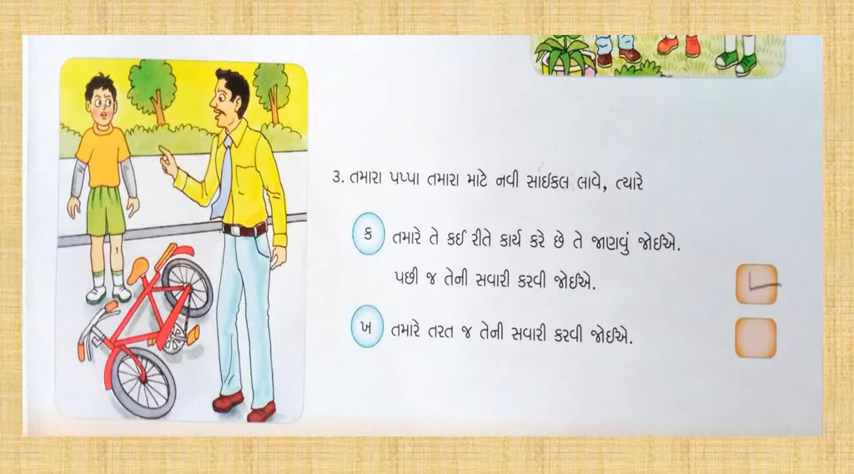 ૩. તમારા પપ્પા તમારા માટે નવી સાઈકલ લાવે, ત્યારે
ક તમારે તે કઈ રીતે કાર્ય કરે છે તે જાણવું જોઈએ.
પછી જ તેની સવારી કરવી જોઈએ.
ખ તમારે તરત જ તેની સવારી કરવી જોઈએ.